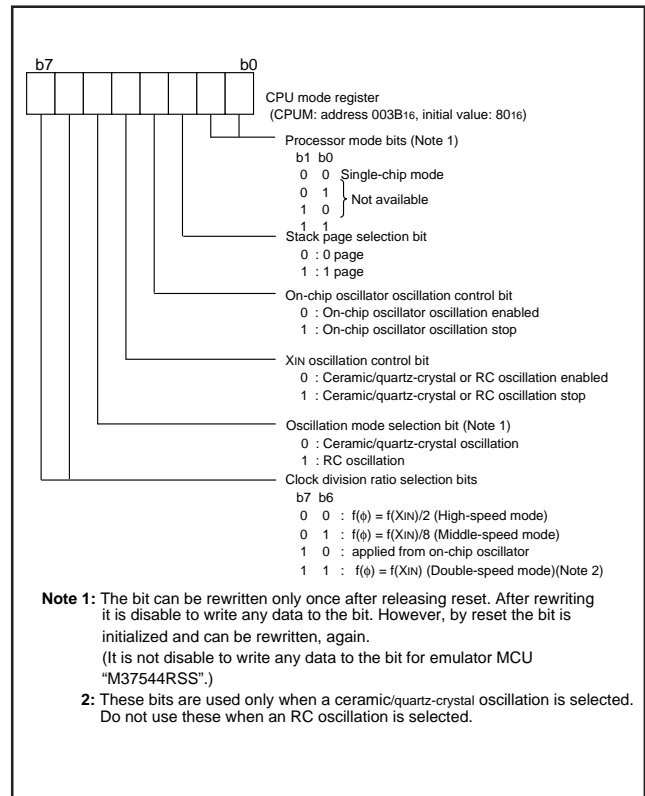 b7 b0
CPU mode register
(CPUM: address 003B16, initial value: 8016)
Processor mode bits (Note 1)
b1 b0
0 0 Single-chip mode
0 1
Not available
1 0
1 1
Stack page selection bit
0 : 0 page
1 : 1 page
On-chip oscillator oscillation control bit
0 : On-chip oscillator oscillation enabled
1 : On-chip oscillator oscillation stop
XIN oscillation control bit
0 : Ceramic/quartz-crystal or RC oscillation enabled
1 : Ceramic/quartz-crystal or RC oscillation stop
Oscillation mode selection bit (Note 1)
0 : Ceramic/quartz-crystal oscillation
1 : RC oscillation
Clock division ratio selection bits
b7 b6
0 0 : f(φ) = f(XIN)/2 (High-speed mode)
0 1 : f(φ) = f(XIN)/8 (Middle-speed mode)
1 0 : applied from on-chip oscillator
1 1 : f(φ) = f(XIN) (Double-speed mode)(Note 2)
Note 1: The bit can be rewritten only once after releasing reset. After rewriting
it is disable to write any data to the bit. However, by reset the bit is
initialized and can be rewritten, again.
(It is not disable to write any data to the bit for emulator MCU
“M37544RSS”.)
2: These bits are used only when a ceramic/quartz-crystal oscillation is selected.
Do not use these when an RC oscillation is selected.